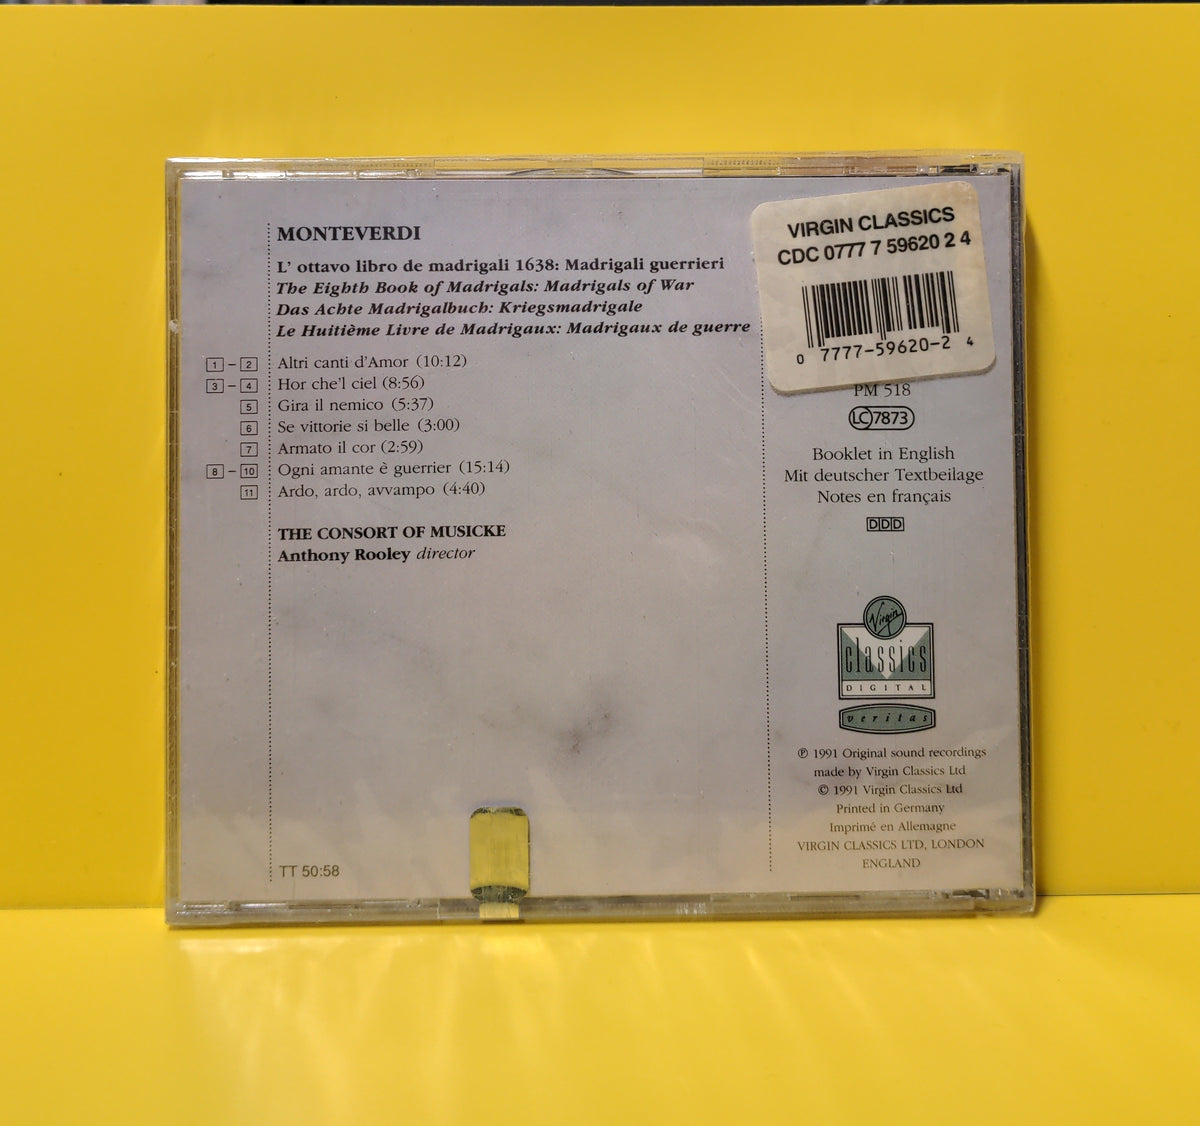 MONTEVERDI
L' ottavo libro de madrigali 1638: Madrigali guerrieri
The Eighth Book of Madrigals: Madrigals of War
Das Achte Madrigalbuch: Kriegsmadrigale
Le Huitième Livre de Madrigaux: Madrigaux de guerre
1 – 2 Altri canti d'Amor (10:12)
3 – 4 Hor che'l ciel (8:56)
5 Gira il nemico (5:37)
6 Se vittorie si belle (3:00)
7 Armato il cor (2:59)
8 – 10 Ogni amante è guerrier (15:14)
11 Ardo, ardo, avvampo (4:40)
THE CONSORT OF MUSICKE
Anthony Rooley director
TT 50:58
VIRGIN CLASSICS
CDC 0777 7 59620 2 4
0 7777-59620-2 4
PM 518
LC 7873
Booklet in English
Mit deutscher Textbeilage
Notes en français
DDD
Virgin
classics
DIGITAL
veritas
℗ 1991 Original sound recordings
made by Virgin Classics Ltd
© 1991 Virgin Classics Ltd
Printed in Germany
Imprimé en Allemagne
VIRGIN CLASSICS LTD, LONDON
ENGLAND